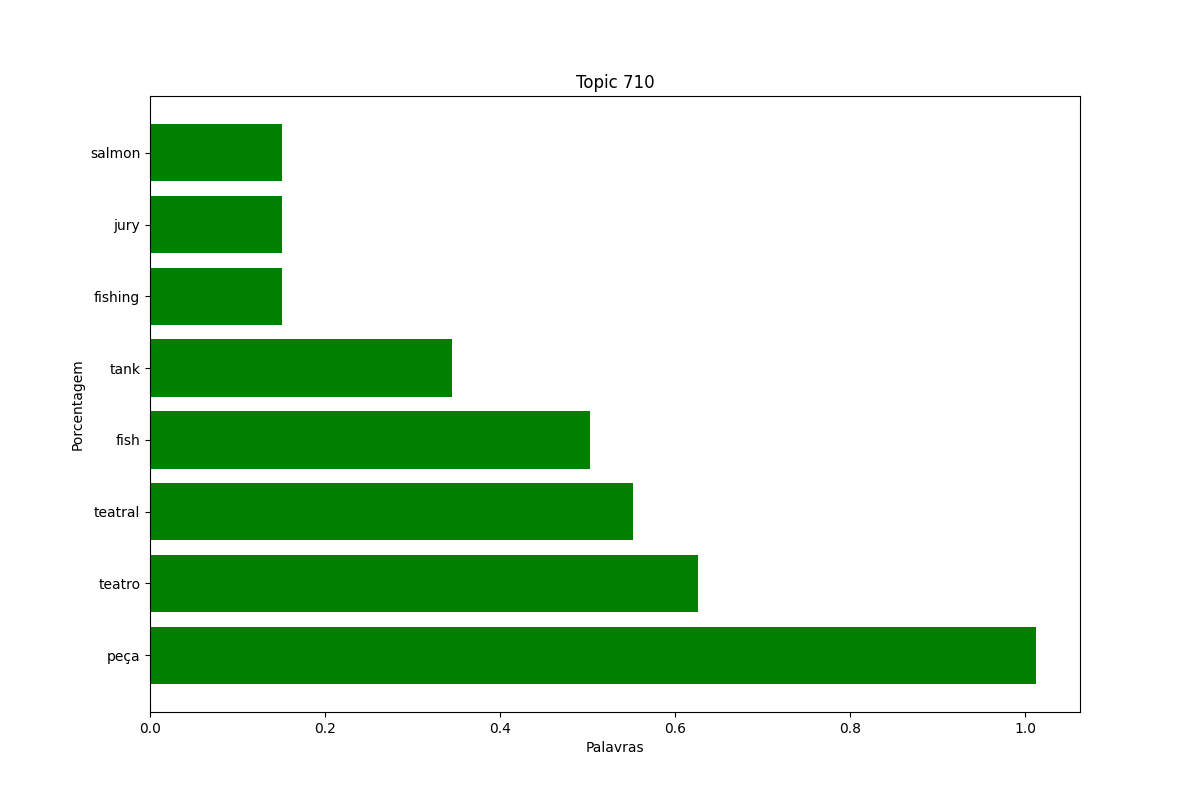 Topic 710
salmon
jury
fishing
tank
fish
teatral
teatro
peça
Porcentagem
0.0 0.2 0.4 0.6 0.8 1.0
Palavras